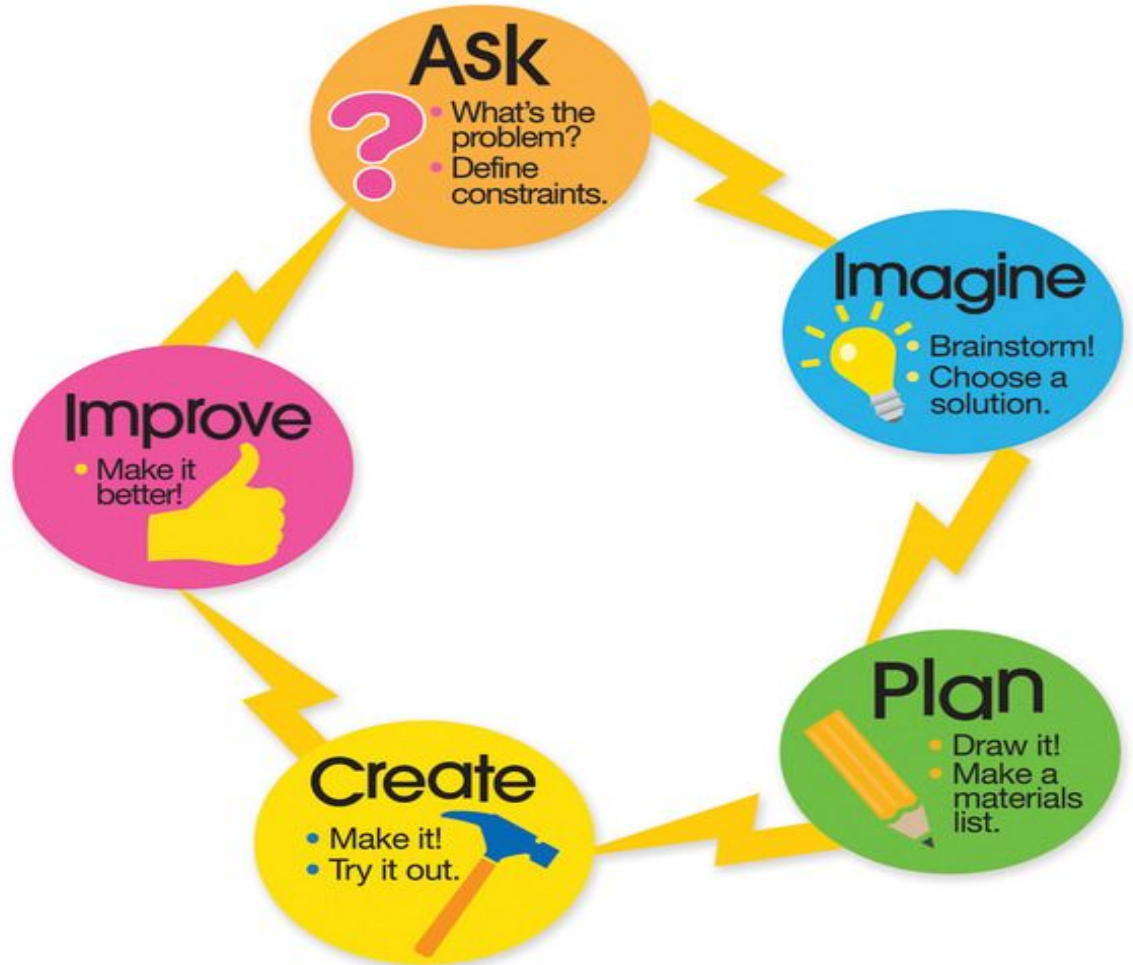 Ask
• What's the
problem?
• Define
constraints.
Imagine
• Brainstorm!
• Choose a
solution.
Plan
• Draw it!
• Make a
materials
list.
Create
• Make it!
• Try it out.
Improve
• Make it
better!